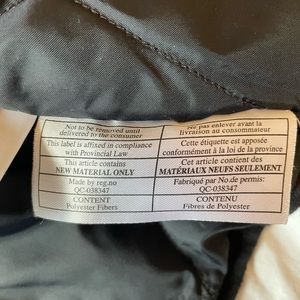 Not to be removed until
delivered to the consumer
This label is affixed in
compliance with
Provincial Law
This article contains
NEW MATERIAL ONLY
Made by reg.no
QC-038347
CONTENT
Polyester Fibers
Ne pas enlever avant la
livraison au consommateur
Cette étiquette est apposée
conformément à la loi de la province
Cet article contient des
MATÉRIAUX NEUFS SEULEMENT
Fabriqué par No.de permis:
QC-038347
CONTENU
Fibres de Polyester